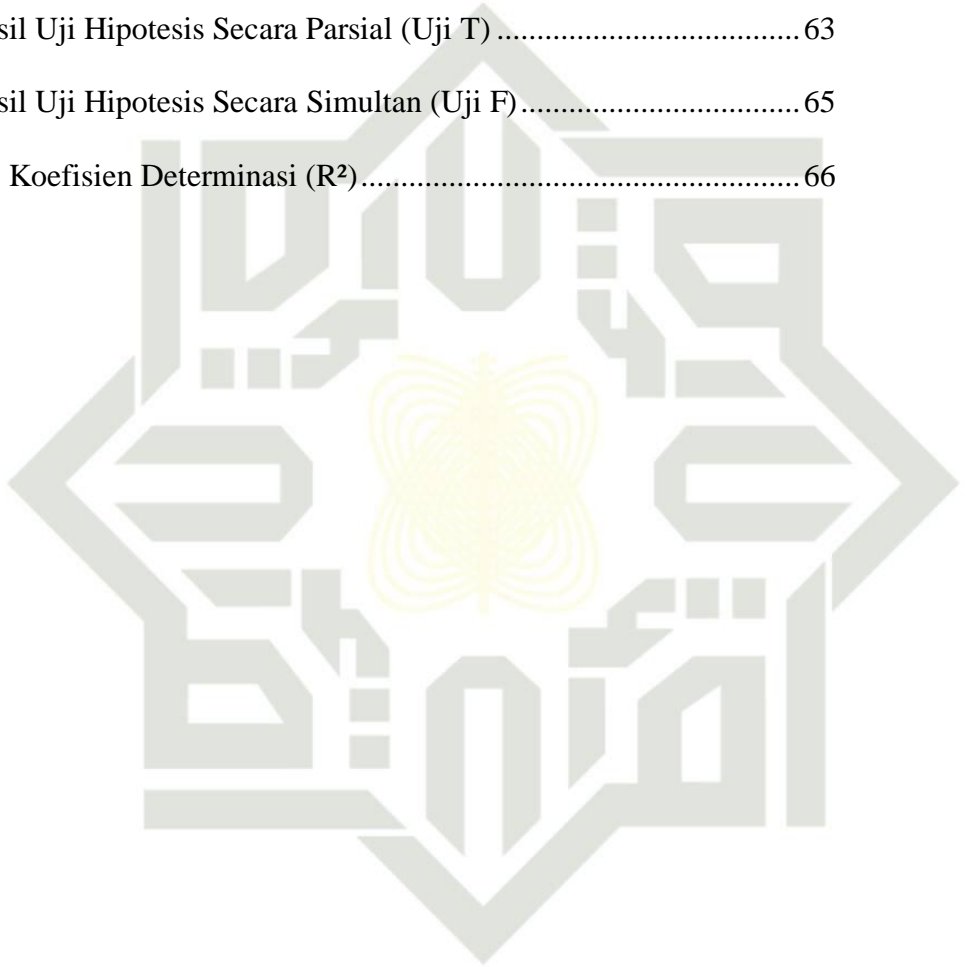 sil Uji Hipotesis Secara Parsial (Uji T) ..................................... 63
sil Uji Hipotesis Secara Simultan (Uji F) .................................. 65
Koefisien Determinasi (R²) ...................................................... 66